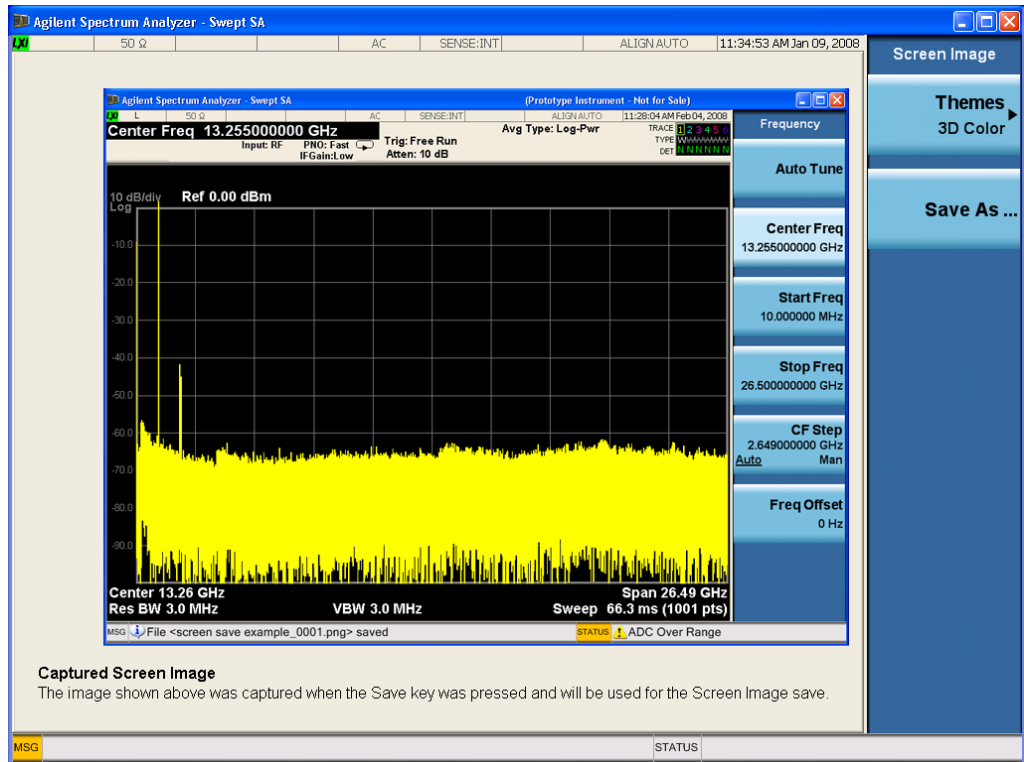 Agilent Spectrum Analyzer - Swept SA
LXI 50 Ω AC SENSE:INT ALIGN AUTO 11:34:53 AM Jan 09, 2008
Screen Image
Themes
3D Color
Save As ...
Agilent Spectrum Analyzer - Swept SA (Prototype Instrument - Not for Sale)
LXI L 50 Ω AC SENSE:INT ALIGN AUTO 11:28:04 AM Feb 04, 2008
Center Freq 13.255000000 GHz
Input: RF
PNO: Fast
IFGain:Low
Trig: Free Run
Atten: 10 dB
Avg Type: Log-Pwr
TRACE 1 2 3 4 5 6
TYPE WWWWWW
DET N N N N N N
10 dB/div
Log
Ref 0.00 dBm
-10.0
-20.0
-30.0
-40.0
-50.0
-60.0
-70.0
-80.0
-90.0
Center 13.26 GHz Span 26.49 GHz
Res BW 3.0 MHz VBW 3.0 MHz Sweep 66.3 ms (1001 pts)
MSG File <screen save example_0001.png> saved STATUS ADC Over Range
Frequency
Auto Tune
Center Freq
13.255000000 GHz
Start Freq
10.000000 MHz
Stop Freq
26.500000000 GHz
CF Step
2.649000000 GHz
Auto Man
Freq Offset
0 Hz
Captured Screen Image
The image shown above was captured when the Save key was pressed and will be used for the Screen Image save.
MSG STATUS